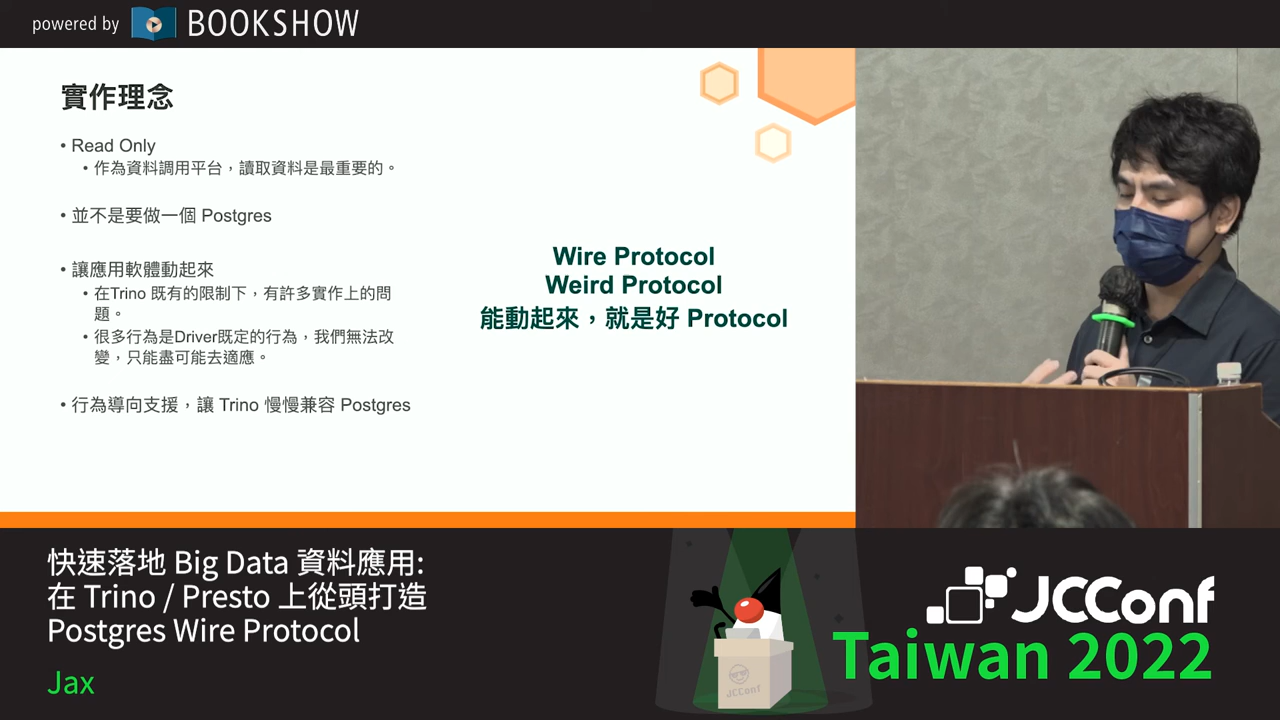 powered by BOOKSHOW
實作理念
• Read Only
• 作為資料調用平台，讀取資料是最重要的。
• 並不是要做一個 Postgres
• 讓應用軟體動起來
• 在Trino 既有的限制下，有許多實作上的問
題。
• 很多行為是Driver既定的行為，我們無法改
變，只能盡可能去適應。
• 行為導向支援，讓 Trino 慢慢兼容 Postgres
Wire Protocol
Weird Protocol
能動起來，就是好 Protocol
快速落地 Big Data 資料應用:
在 Trino / Presto 上從頭打造
Postgres Wire Protocol
Jax
JCConf
JCConf
Taiwan 2022